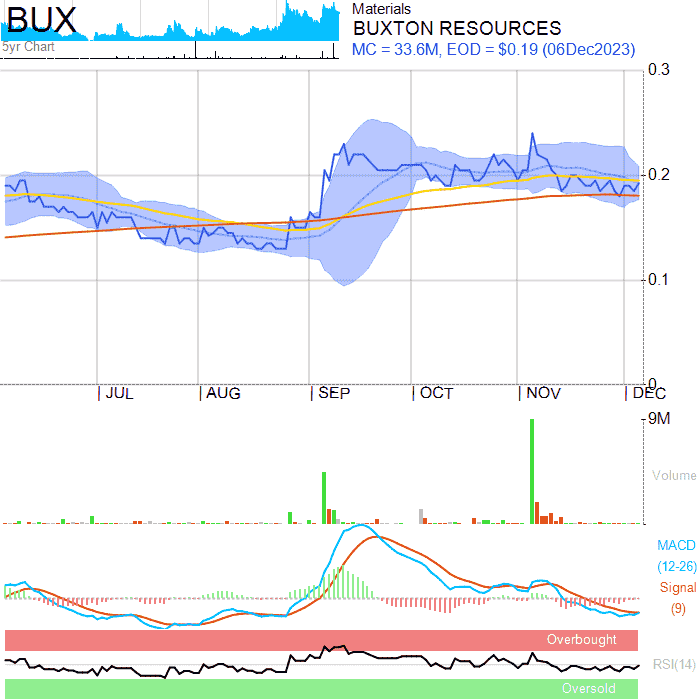 BUX
5yr Chart
Materials
BUXTON RESOURCES
MC = 33.6M, EOD = $0.19 (06Dec2023)
0.3
0.2
0.1
0
JUL AUG SEP OCT NOV DEC
9M
Volume
MACD
(12-26)
Signal
(9)
Overbought
RSI(14)
Oversold